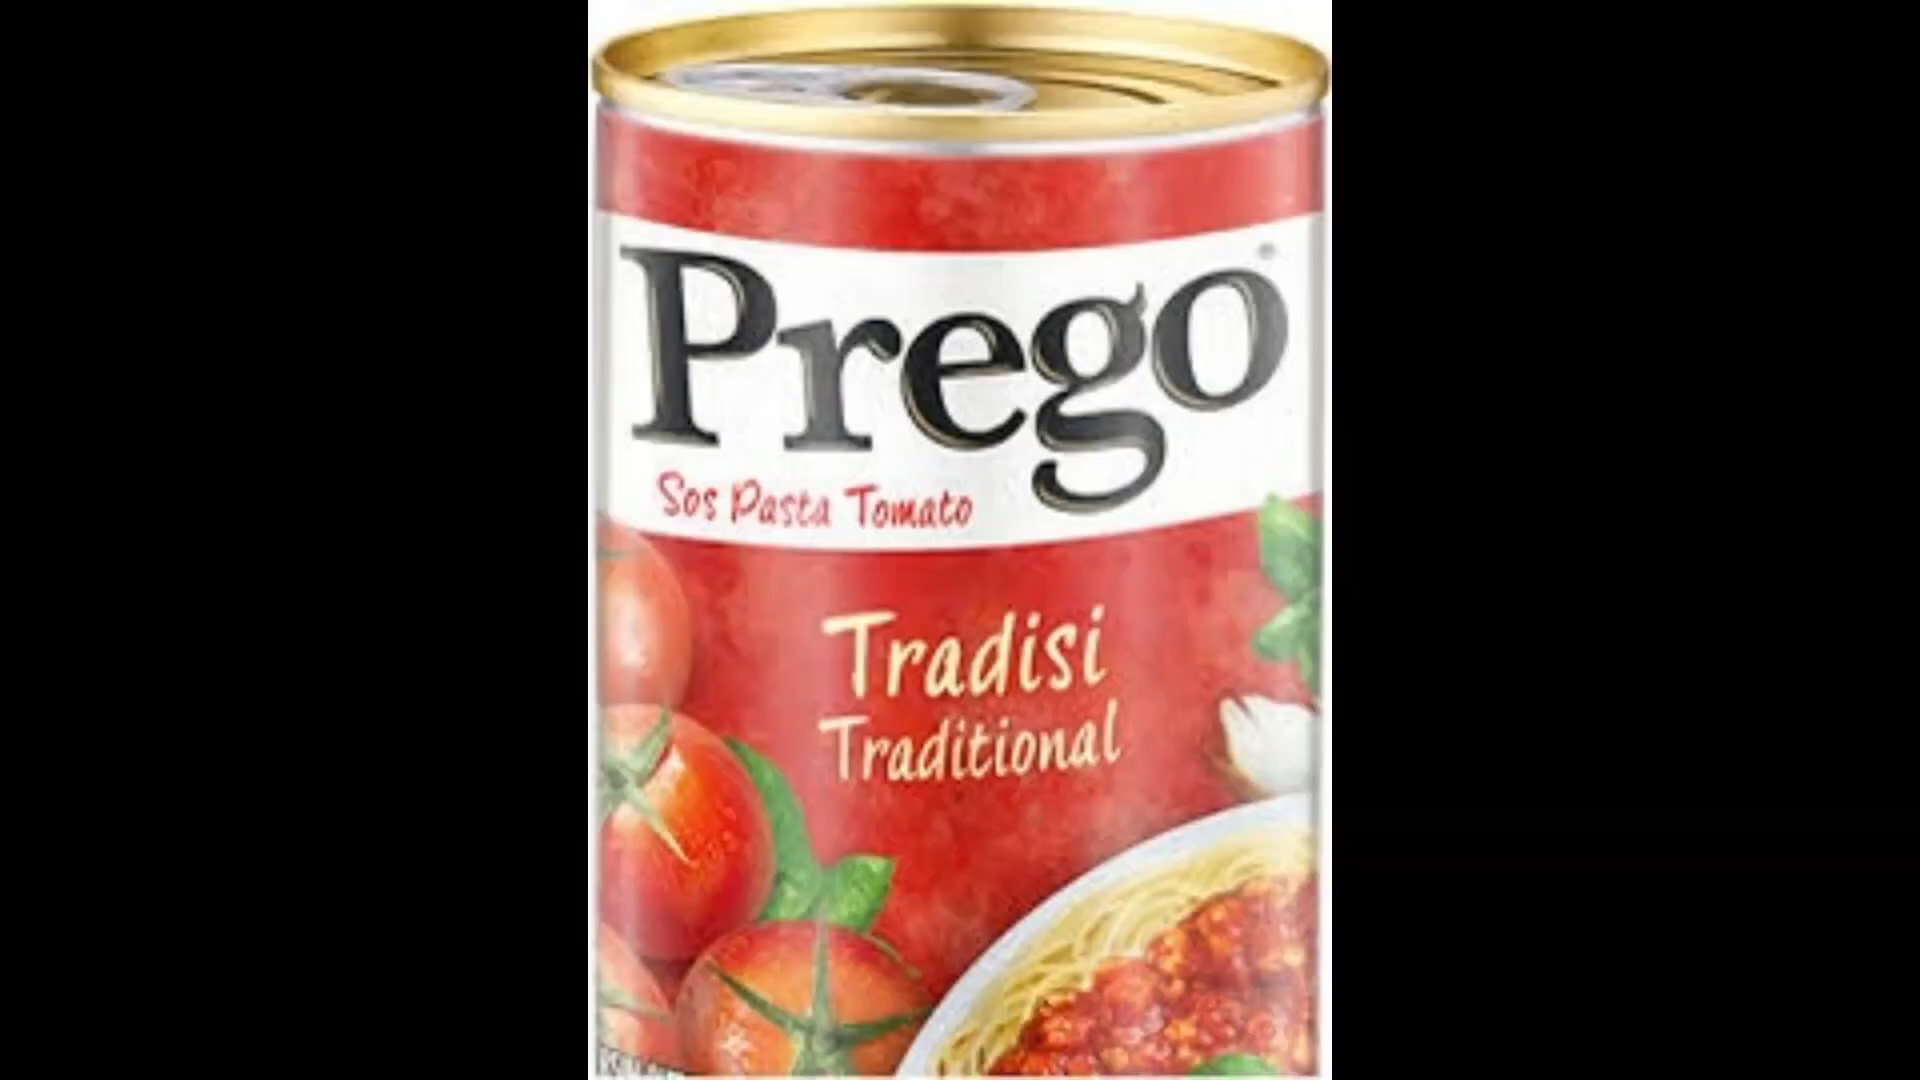 Prego
Sos Pasta Tomato
Tradisi
Traditional